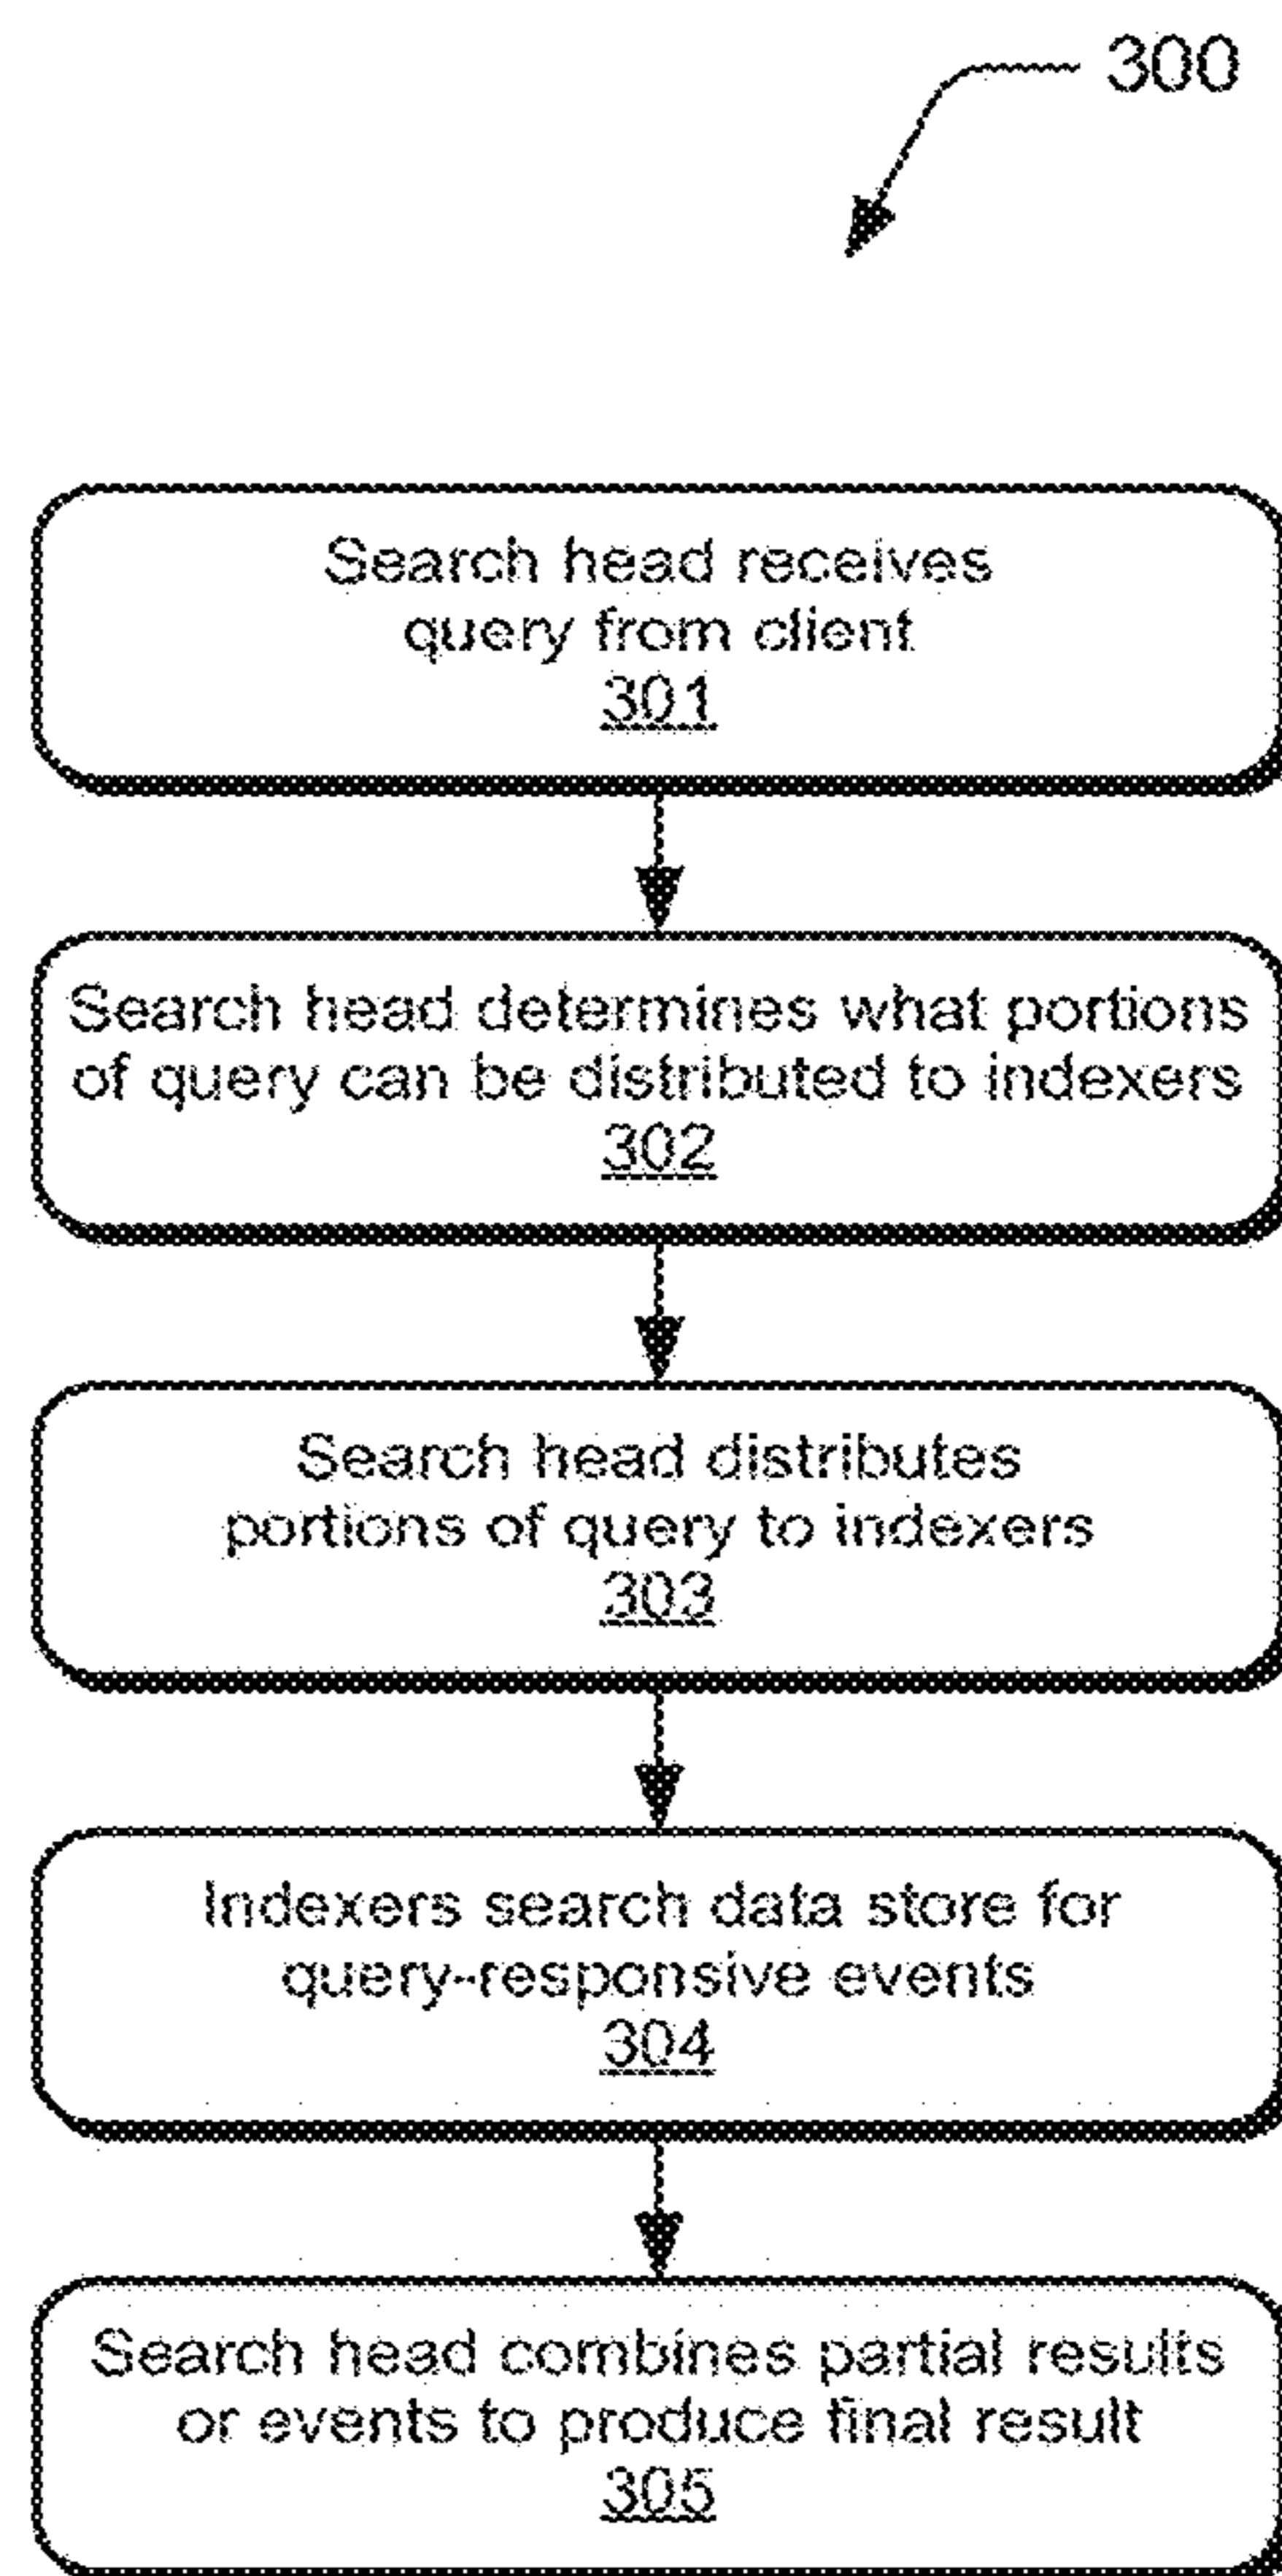 300
Search head receives
query from client
301
Search head determines what portions
of query can be distributed to indexers
302
Search head distributes
portions of query to indexers
303
Indexers search data store for
query-responsive events
304
Search head combines partial results
or events to produce final result
305